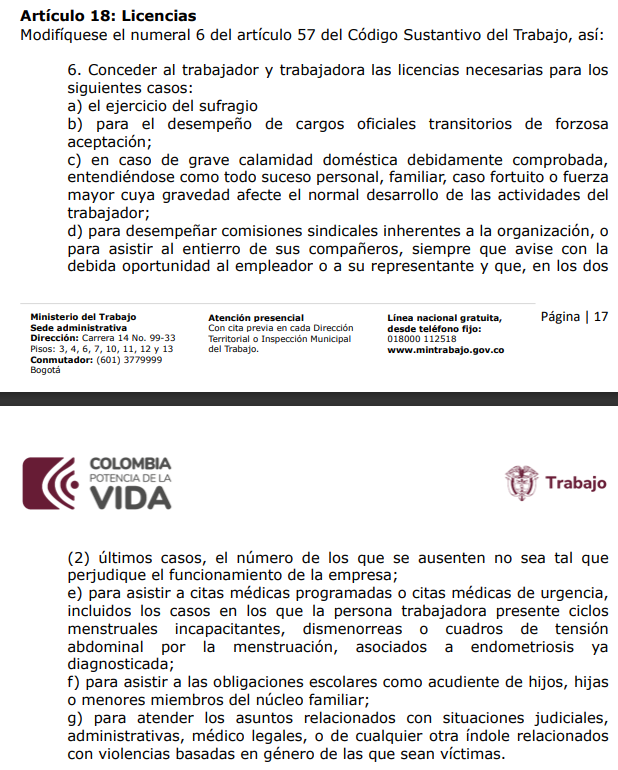 Artículo 18: Licencias
Modifíquese el numeral 6 del artículo 57 del Código Sustantivo del Trabajo, así:
6. Conceder al trabajador y trabajadora las licencias necesarias para los
siguientes casos:
a) el ejercicio del sufragio
b) para el desempeño de cargos oficiales transitorios de forzosa
aceptación;
c) en caso de grave calamidad doméstica debidamente comprobada,
entendiéndose como todo suceso personal, familiar, caso fortuito o fuerza
mayor cuya gravedad afecte el normal desarrollo de las actividades del
trabajador;
d) para desempeñar comisiones sindicales inherentes a la organización, o
para asistir al entierro de sus compañeros, siempre que avise con la
debida oportunidad al empleador o a su representante y que, en los dos
Ministerio del Trabajo
Sede administrativa
Dirección: Carrera 14 No. 99-33
Pisos: 3, 4, 6, 7, 10, 11, 12 y 13
Conmutador: (601) 3779999
Bogotá
Atención presencial
Con cita previa en cada Dirección
Territorial o Inspección Municipal
del Trabajo.
Línea nacional gratuita,
desde teléfono fijo:
018000 112518
www.mintrabajo.gov.co
Página | 17
COLOMBIA
POTENCIA DE LA
VIDA
Trabajo
(2) últimos casos, el número de los que se ausenten no sea tal que
perjudique el funcionamiento de la empresa;
e) para asistir a citas médicas programadas o citas médicas de urgencia,
incluidos los casos en los que la persona trabajadora presente ciclos
menstruales incapacitantes, dismenorreas o cuadros de tensión
abdominal por la menstruación, asociados a endometriosis ya
diagnosticada;
f) para asistir a las obligaciones escolares como acudiente de hijos, hijas
o menores miembros del núcleo familiar;
g) para atender los asuntos relacionados con situaciones judiciales,
administrativas, médico legales, o de cualquier otra índole relacionados
con violencias basadas en género de las que sean víctimas.